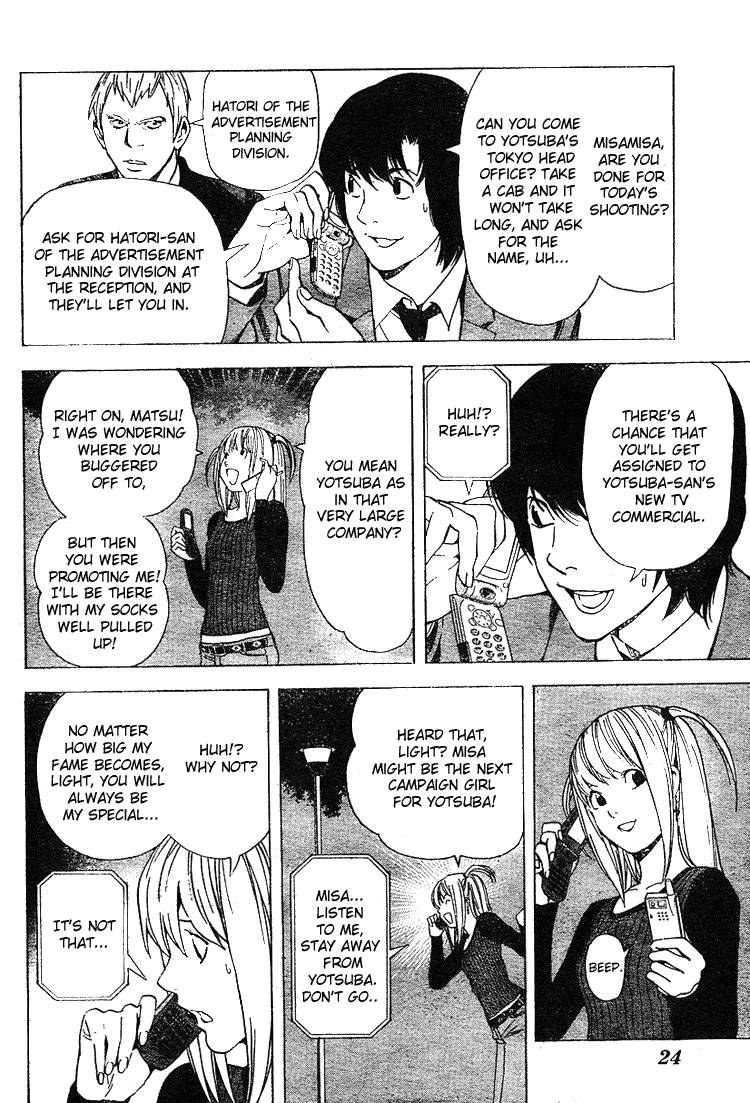 MISAMISA,
ARE YOU
DONE FOR
TODAY'S
SHOOTING?
CAN YOU COME
TO YOTSUBA'S
TOKYO HEAD
OFFICE? TAKE
A CAB AND IT
WON'T TAKE
LONG, AND ASK
FOR THE
NAME, UH...
HATORI OF THE
ADVERTISEMENT
PLANNING
DIVISION.
ASK FOR HATORI-SAN
OF THE ADVERTISEMENT
PLANNING DIVISION AT
THE RECEPTION, AND
THEY'LL LET YOU IN.
THERE'S A
CHANCE THAT
YOU'LL GET
ASSIGNED TO
YOTSUBA-SAN'S
NEW TV
COMMERCIAL.
HUH!?
REALLY?
YOU MEAN
YOTSUBA AS
IN THAT
VERY LARGE
COMPANY?
RIGHT ON, MATSU!
I WAS WONDERING
WHERE YOU
BUGGERED
OFF TO,
BUT THEN
YOU WERE
PROMOTING ME!
I'LL BE THERE
WITH MY SOCKS
WELL PULLED
UP!
BEEP.
HEARD THAT,
LIGHT? MISA
MIGHT BE THE NEXT
CAMPAIGN GIRL
FOR YOTSUBA!
MISA...
LISTEN
TO ME,
STAY AWAY
FROM
YOTSUBA.
DON'T GO..
HUH!?
WHY NOT?
NO MATTER
HOW BIG MY
FAME BECOMES,
LIGHT, YOU WILL
ALWAYS BE
MY SPECIAL...
IT'S NOT
THAT...
24